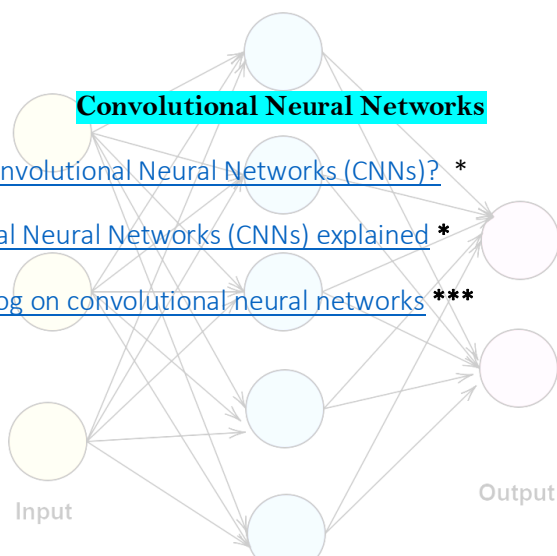 Convolutional Neural Networks
nvolutional Neural Networks (CNNs)? *
al Neural Networks (CNNs) explained *
og on convolutional neural networks ***
Output
Input